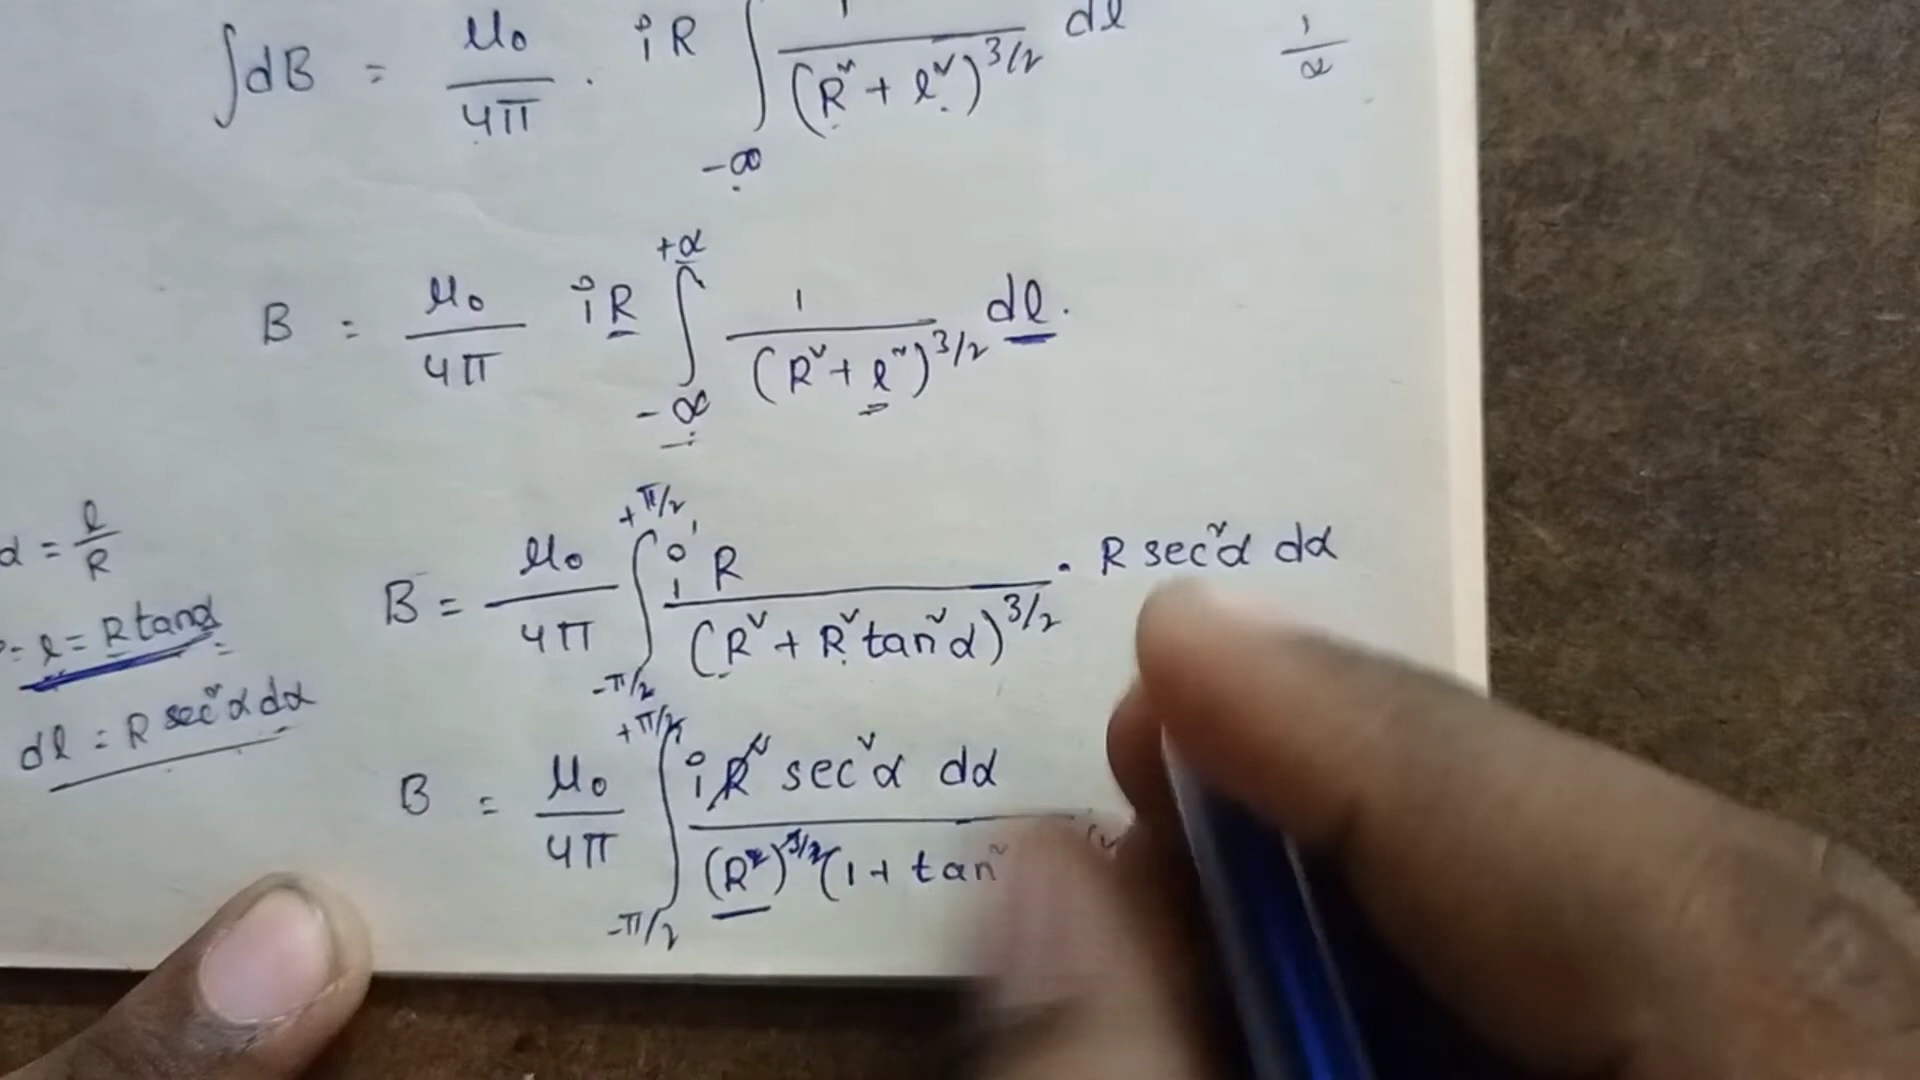 ∫dB = μ₀/4π . iR ∫_{-∞} 1/(R² + l²)^{3/2} dl
1/x
B = μ₀/4π iR ∫_{-∞}^{+∞} 1/(R² + l²)^{3/2} dl.
α = l/R
B = μ₀/4π ∫_{-π/2}^{+π/2} iR/(R² + R² tan²α)^{3/2} . R sec²α dα
l = R tanα
dl = R sec²α dα
B = μ₀/4π ∫_{-π/2}^{+π/2} iR² sec²α dα/(R²)^{3/2} (1 + tan²